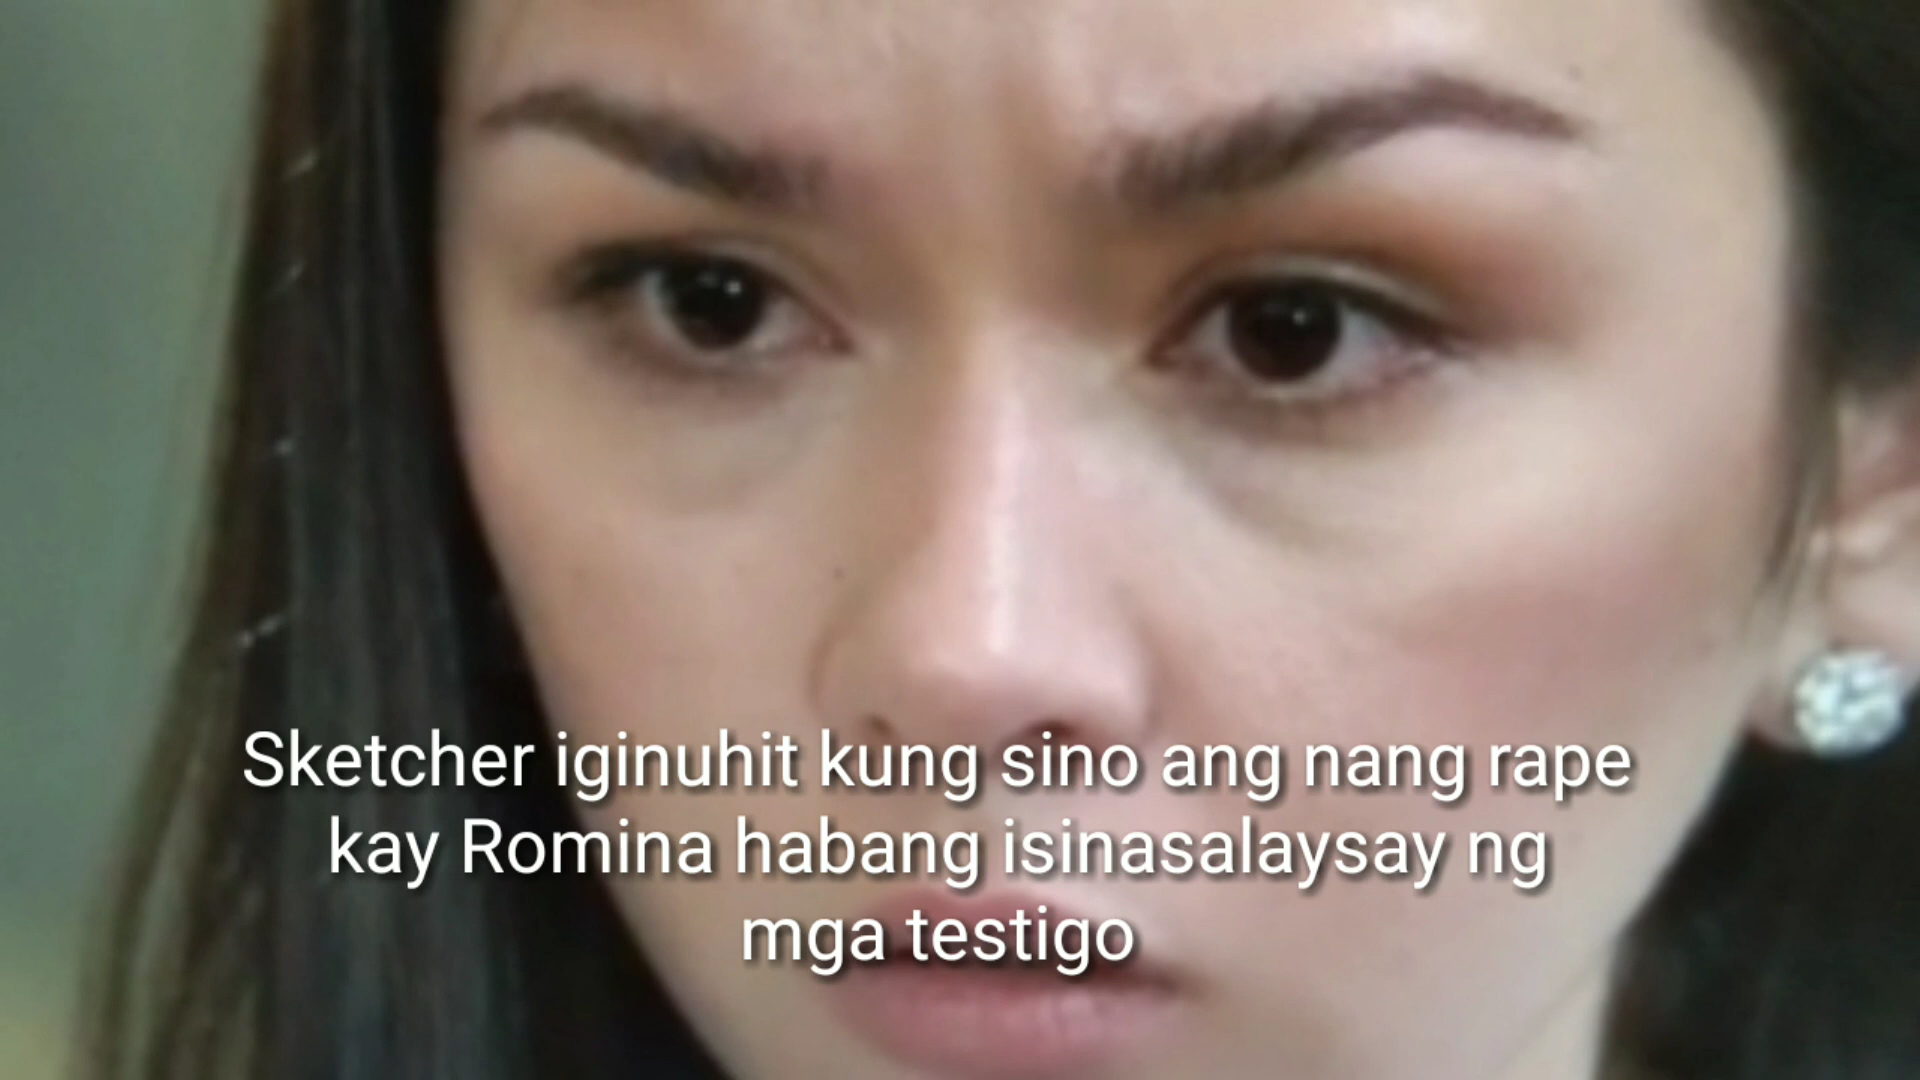 Sketcher iginuhit kung sino ang nang rape
kay Romina habang isinasalaysay ng
mga testigo